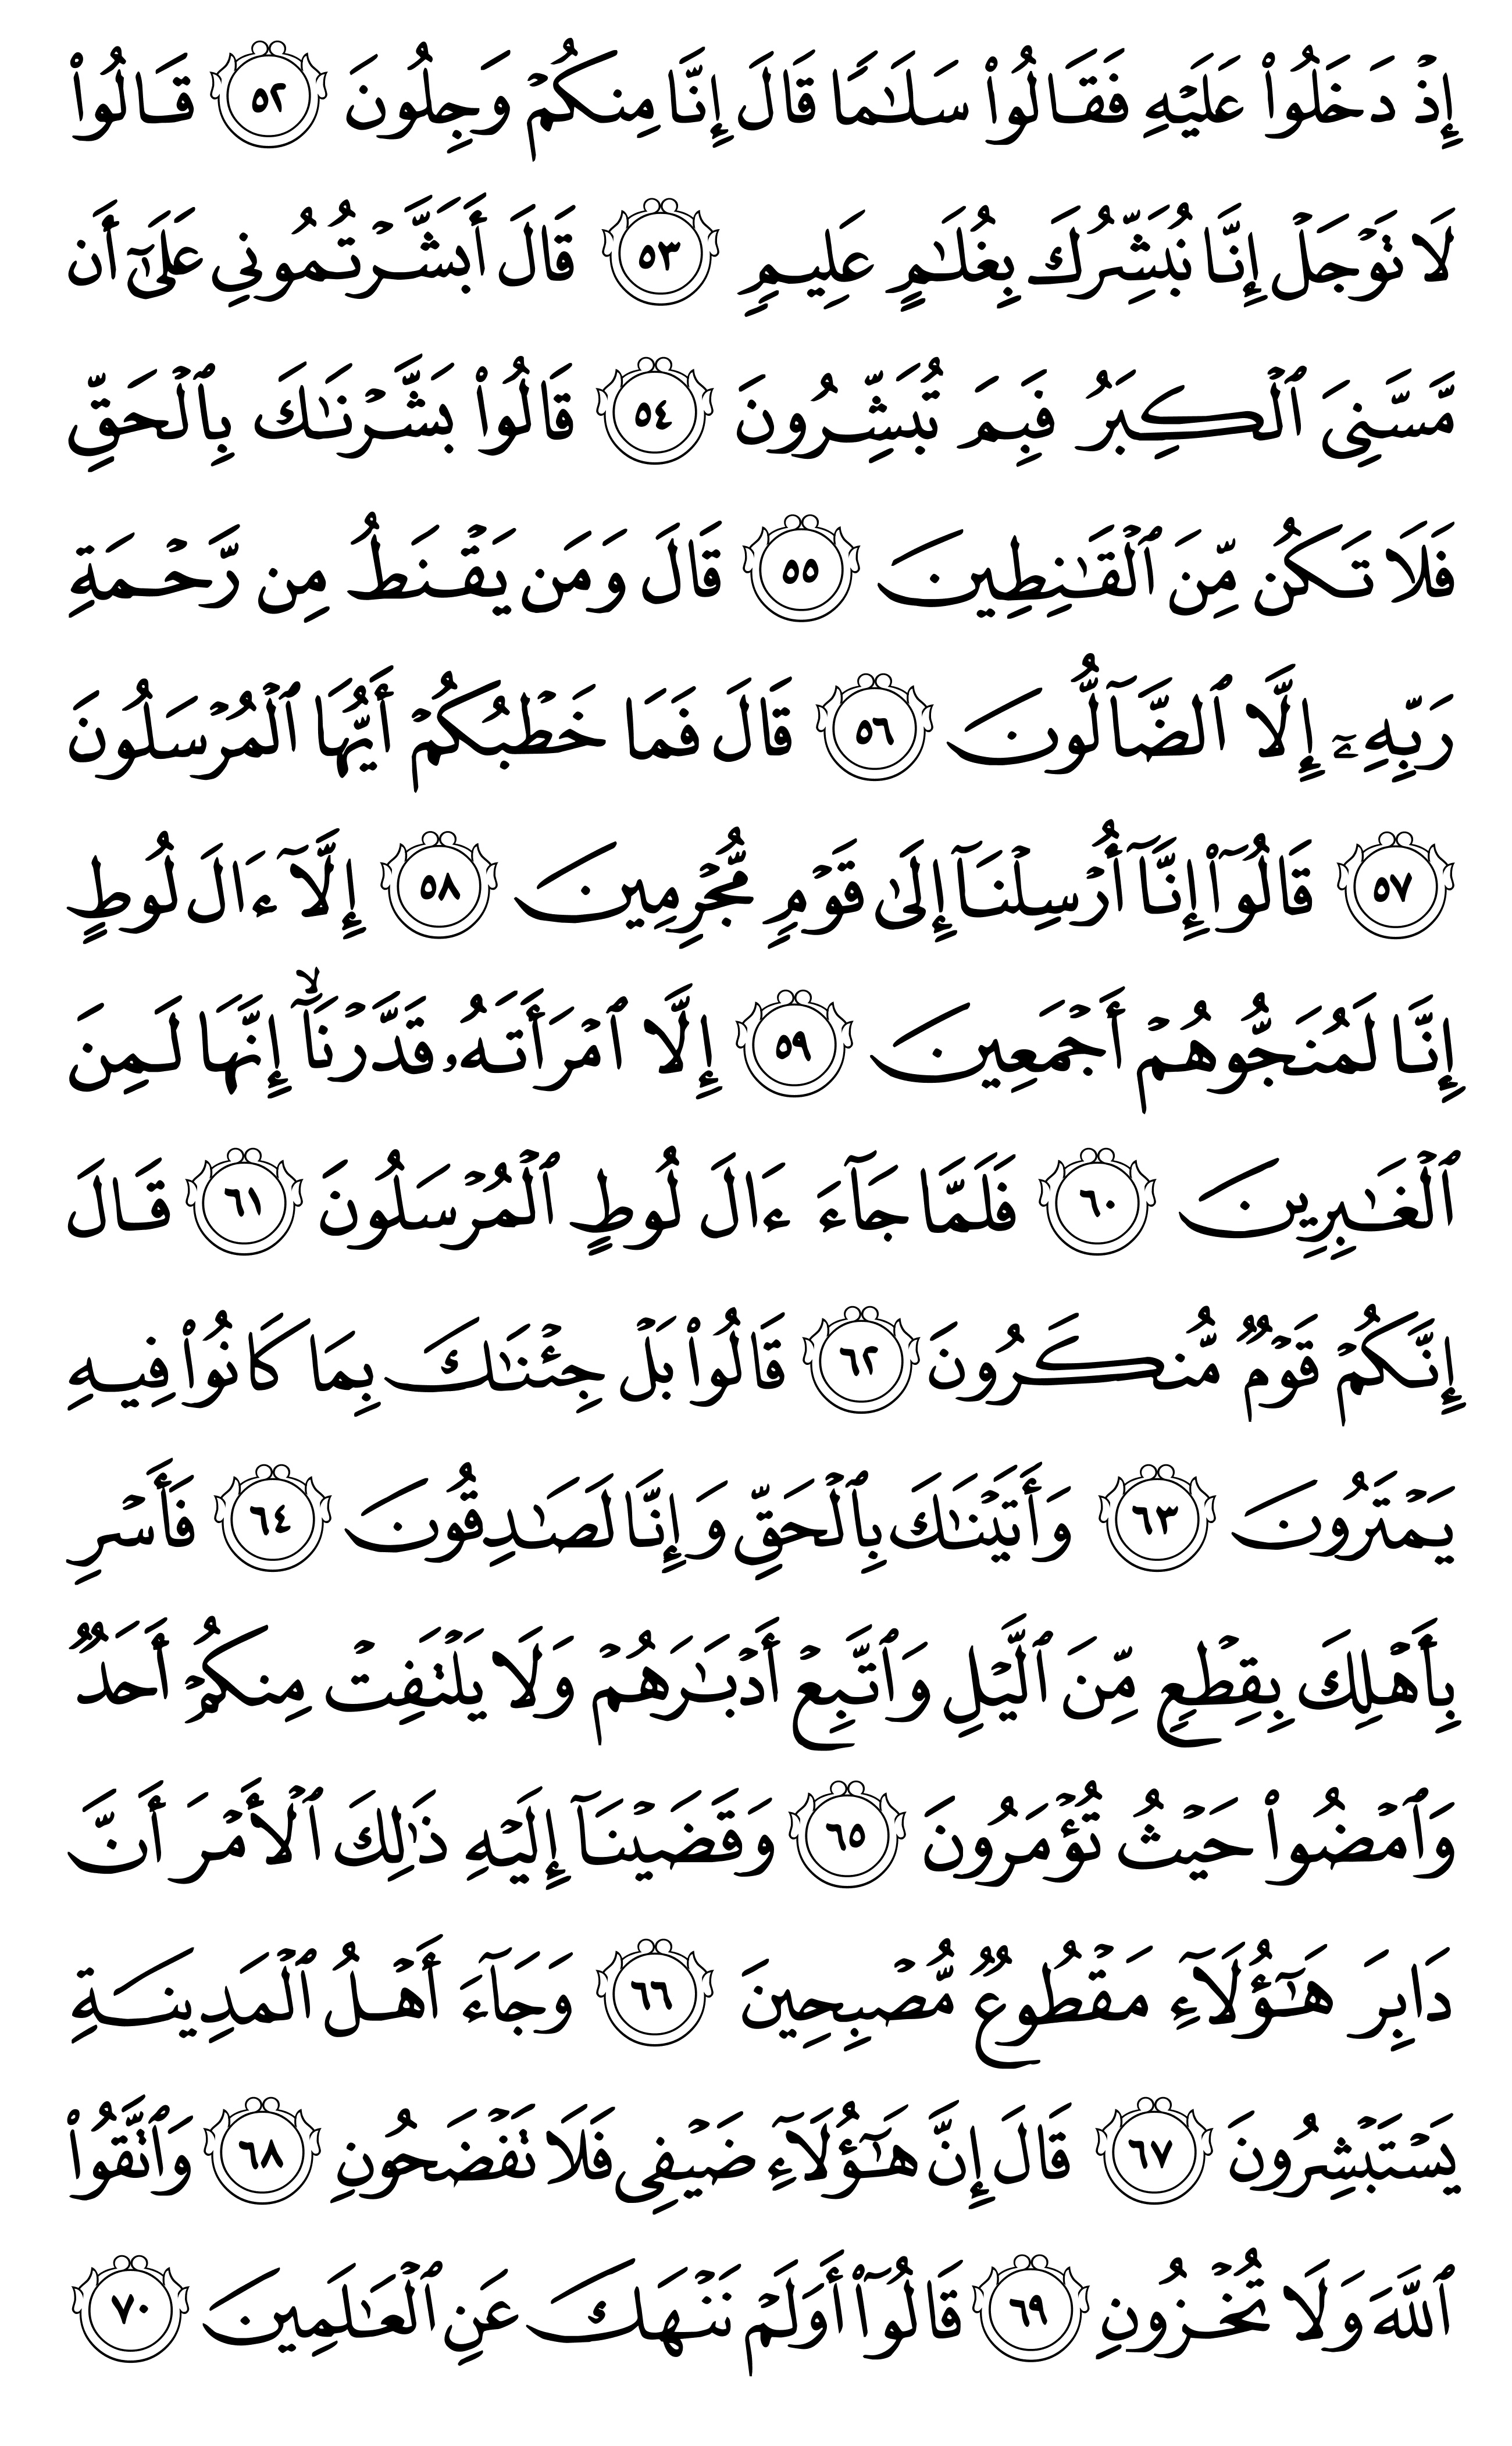 إِذۡ دَخَلُواْ عَلَيۡهِ فَقَالُواْ سَلَٰمٗا قَالَ إِنَّا مِنكُمۡ وَجِلُونَ ٥٢ قَالُواْ
لَا تَوۡجَلۡ إِنَّا نُبَشِّرُكَ بِغُلَٰمٍ عَلِيمٖ ٥٣ قَالَ أَبَشَّرۡتُمُونِي عَلَىٰٓ أَن
مَّسَّنِيَ ٱلۡكِبَرُ فَبِمَ تُبَشِّرُونَ ٥٤ قَالُواْ بَشَّرۡنَٰكَ بِٱلۡحَقِّ
فَلَا تَكُن مِّنَ ٱلۡقَٰنِطِينَ ٥٥ قَالَ وَمَن يَقۡنَطُ مِن رَّحۡمَةِ
رَبِّهِۦٓ إِلَّا ٱلضَّآلُّونَ ٥٦ قَالَ فَمَا خَطۡبُكُمۡ أَيُّهَا ٱلۡمُرۡسَلُونَ
٥٧ قَالُوٓاْ إِنَّآ أُرۡسِلۡنَآ إِلَىٰ قَوۡمٖ مُّجۡرِمِينَ ٥٨ إِلَّآ ءَالَ لُوطٍ
إِنَّا لَمُنَجُّوهُمۡ أَجۡمَعِينَ ٥٩ إِلَّا ٱمۡرَأَتَهُۥ قَدَّرۡنَآۙ إِنَّهَا لَمِنَ
ٱلۡغَٰبِرِينَ ٦٠ فَلَمَّا جَآءَ ءَالَ لُوطٍ ٱلۡمُرۡسَلُونَ ٦١ قَالَ
إِنَّكُمۡ قَوۡمٞ مُّنكَرُونَ ٦٢ قَالُواْ بَلۡ جِئۡنَٰكَ بِمَا كَانُواْ فِيهِ
يَمۡتَرُونَ ٦٣ وَأَتَيۡنَٰكَ بِٱلۡحَقِّ وَإِنَّا لَصَٰدِقُونَ ٦٤ فَأَسۡرِ
بِأَهۡلِكَ بِقِطۡعٖ مِّنَ ٱلَّيۡلِ وَٱتَّبِعۡ أَدۡبَٰرَهُمۡ وَلَا يَلۡتَفِتۡ مِنكُمۡ أَحَدٞ
وَٱمۡضُواْ حَيۡثُ تُؤۡمَرُونَ ٦٥ وَقَضَيۡنَآ إِلَيۡهِ ذَٰلِكَ ٱلۡأَمۡرَ أَنَّ
دَابِرَ هَٰٓؤُلَآءِ مَقۡطُوعٞ مُّصۡبِحِينَ ٦٦ وَجَآءَ أَهۡلُ ٱلۡمَدِينَةِ
يَسۡتَبۡشِرُونَ ٦٧ قَالَ إِنَّ هَٰٓؤُلَآءِ ضَيۡفِي فَلَا تَفۡضَحُونِ ٦٨ وَٱتَّقُواْ
ٱللَّهَ وَلَا تُخۡزُونِ ٦٩ قَالُوٓاْ أَوَلَمۡ نَنۡهَكَ عَنِ ٱلۡعَٰلَمِينَ ٧٠